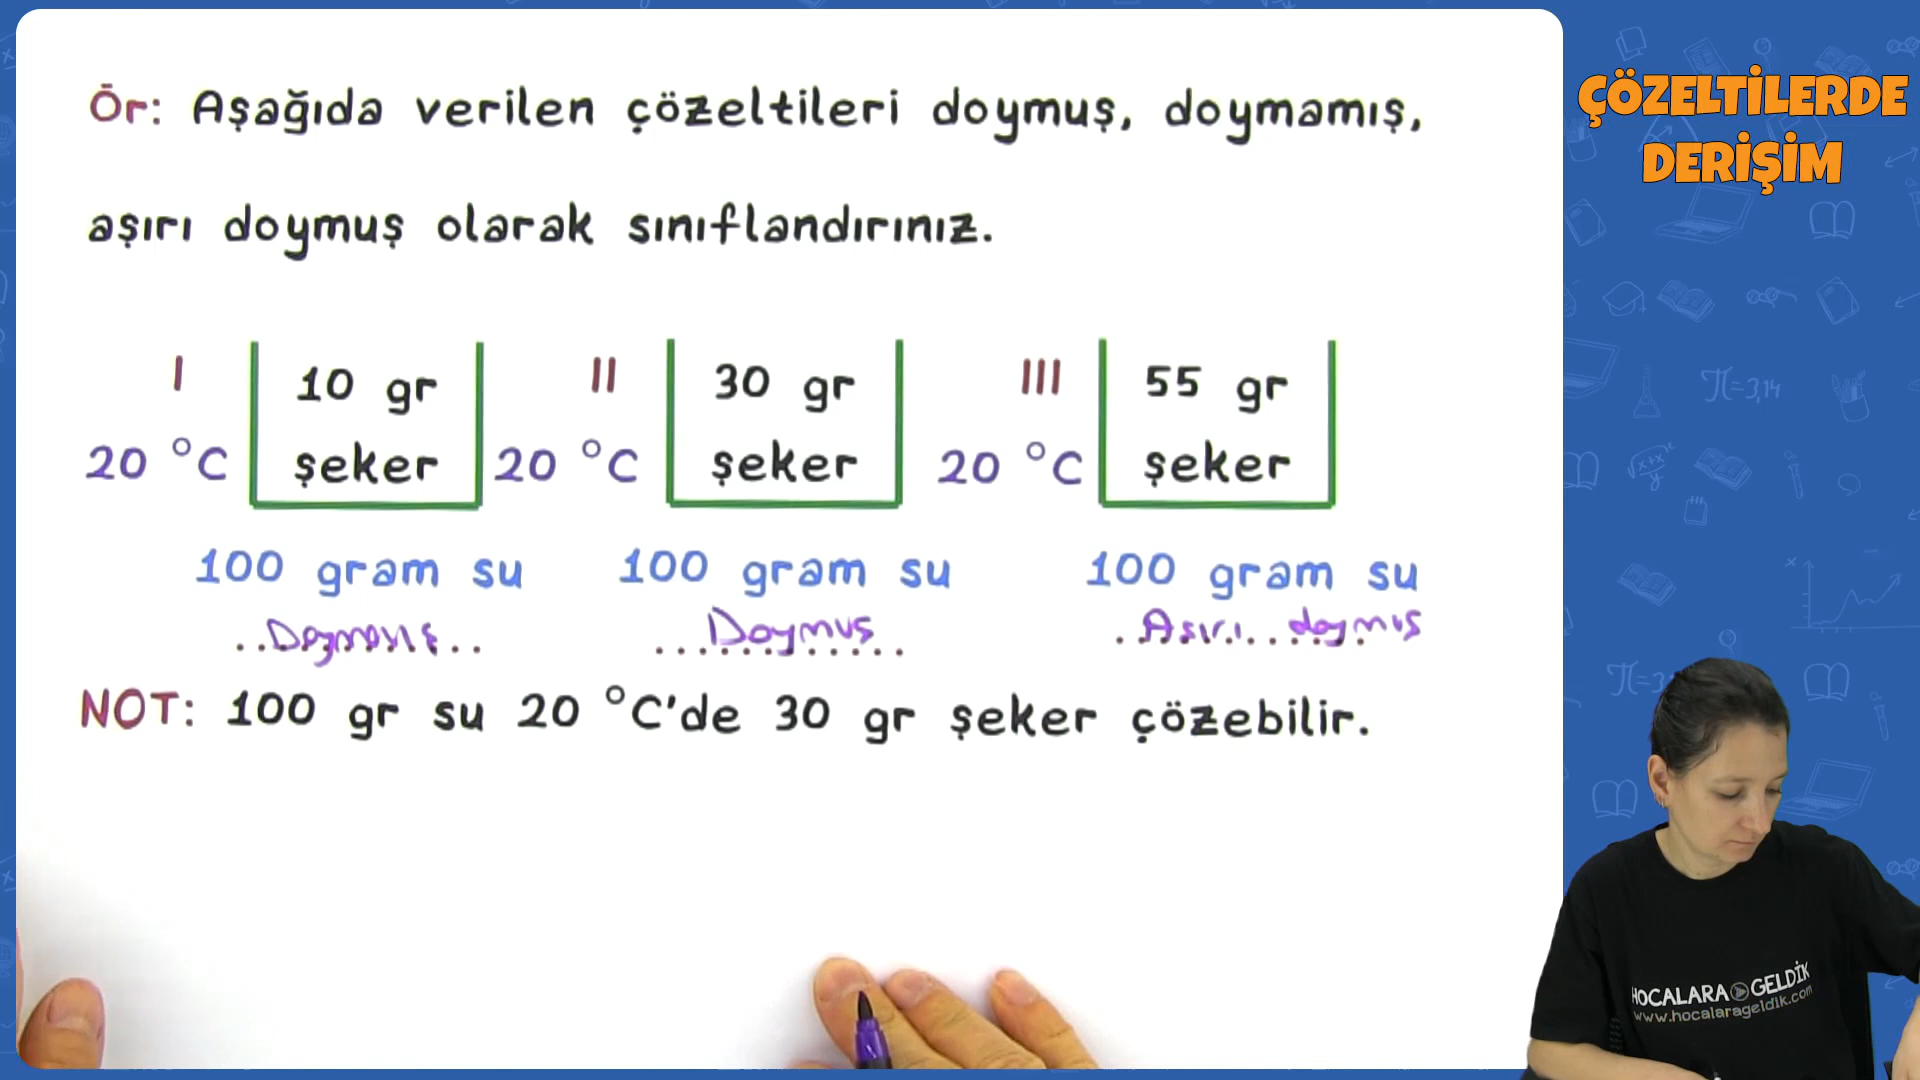 ÇÖZELTİLERDE
DERİŞİM
Ör: Aşağıda verilen çözeltileri doymuş, doymamış,
aşırı doymuş olarak sınıflandırınız.
I 10 gr II 30 gr III 55 gr
20 °C şeker 20 °C şeker 20 °C şeker
100 gram su 100 gram su 100 gram su
..Doymamış.. ...Doymuş... .Aşırı..doymuş
NOT: 100 gr su 20 °C'de 30 gr şeker çözebilir.
HOCALARA GELDİK
www.hocalarageldik.com
π=3,14